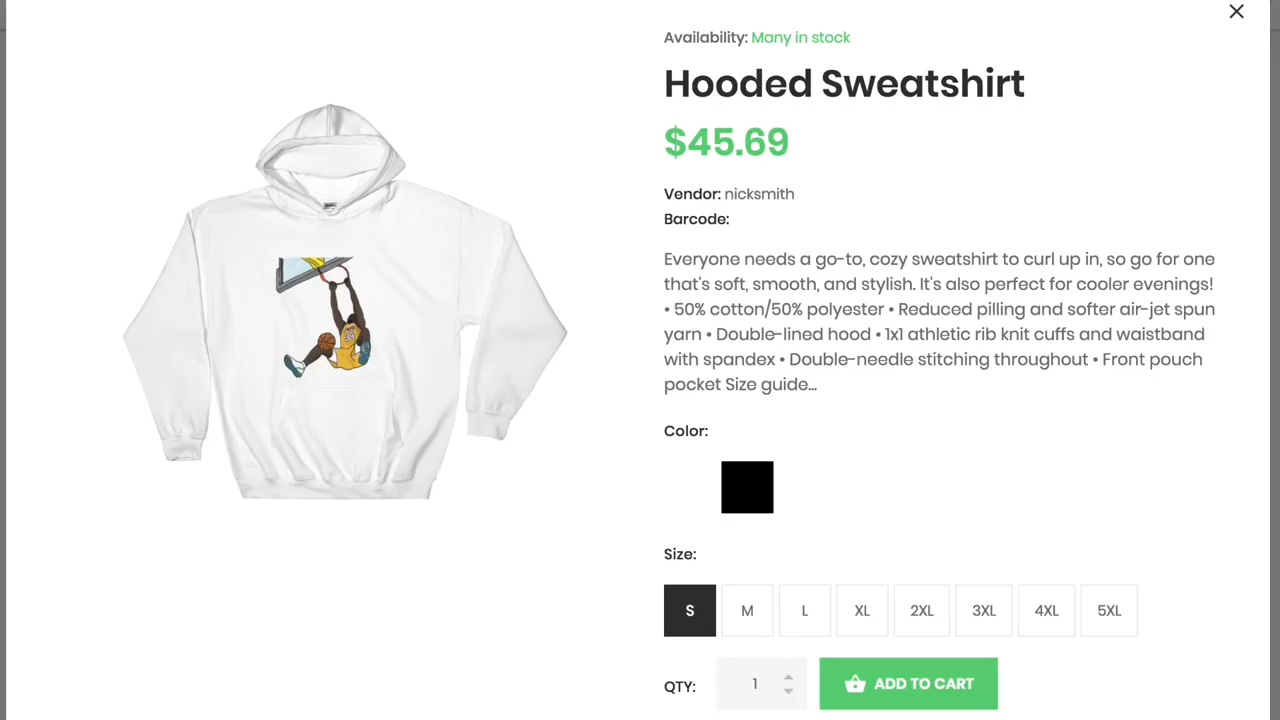 Availability: Many in stock
Hooded Sweatshirt
$45.69
Vendor: nicksmith
Barcode:
Everyone needs a go-to, cozy sweatshirt to curl up in, so go for one
that's soft, smooth, and stylish. It's also perfect for cooler evenings!
• 50% cotton/50% polyester • Reduced pilling and softer air-jet spun
yarn • Double-lined hood • 1x1 athletic rib knit cuffs and waistband
with spandex • Double-needle stitching throughout • Front pouch
pocket Size guide...
Color:
Size:
S M L XL 2XL 3XL 4XL 5XL
QTY: 1 ADD TO CART